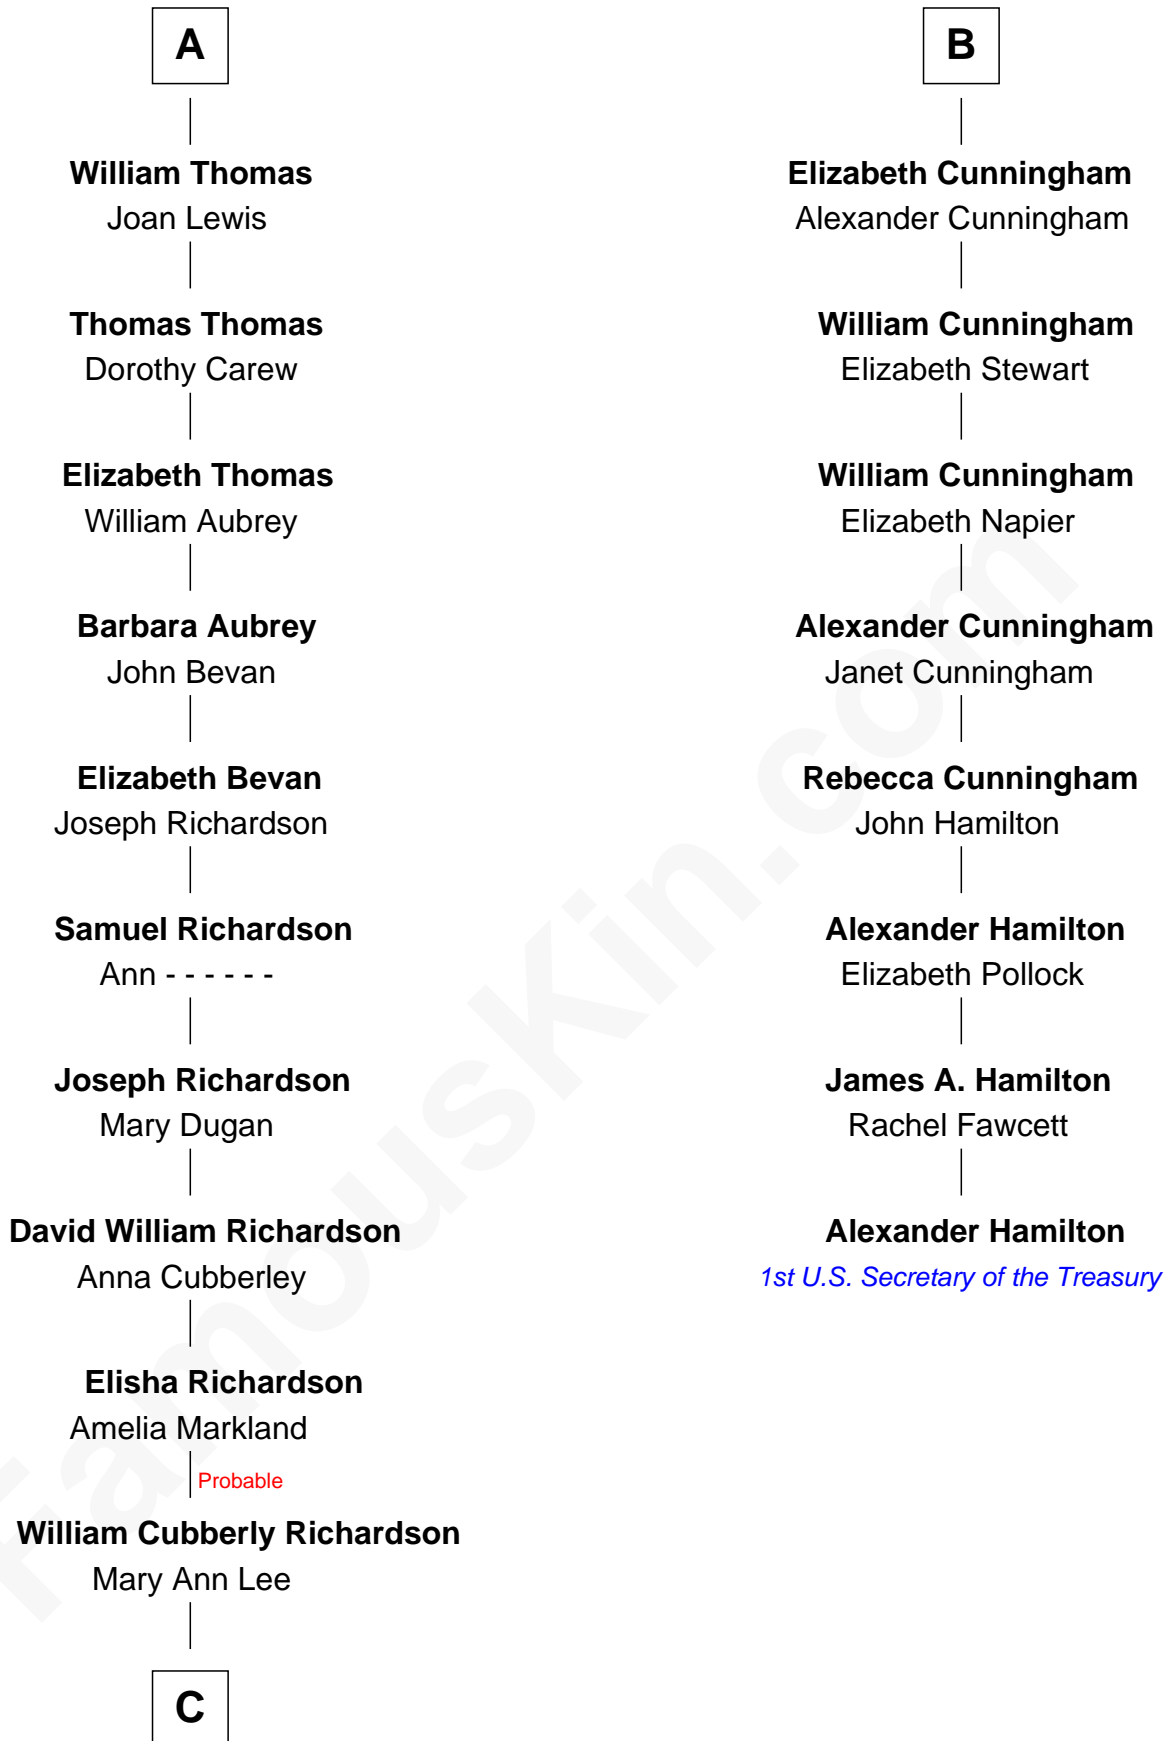 A
William Thomas
Joan Lewis
Thomas Thomas
Dorothy Carew
Elizabeth Thomas
William Aubrey
Barbara Aubrey
John Bevan
Elizabeth Bevan
Joseph Richardson
Samuel Richardson
Ann - - - - - -
Joseph Richardson
Mary Dugan
David William Richardson
Anna Cubberley
Elisha Richardson
Amelia Markland
Probable
William Cubberly Richardson
Mary Ann Lee
C
B
Elizabeth Cunningham
Alexander Cunningham
William Cunningham
Elizabeth Stewart
William Cunningham
Elizabeth Napier
Alexander Cunningham
Janet Cunningham
Rebecca Cunningham
John Hamilton
Alexander Hamilton
Elizabeth Pollock
James A. Hamilton
Rachel Fawcett
Alexander Hamilton
1st U.S. Secretary of the Treasury
FamousKin.com